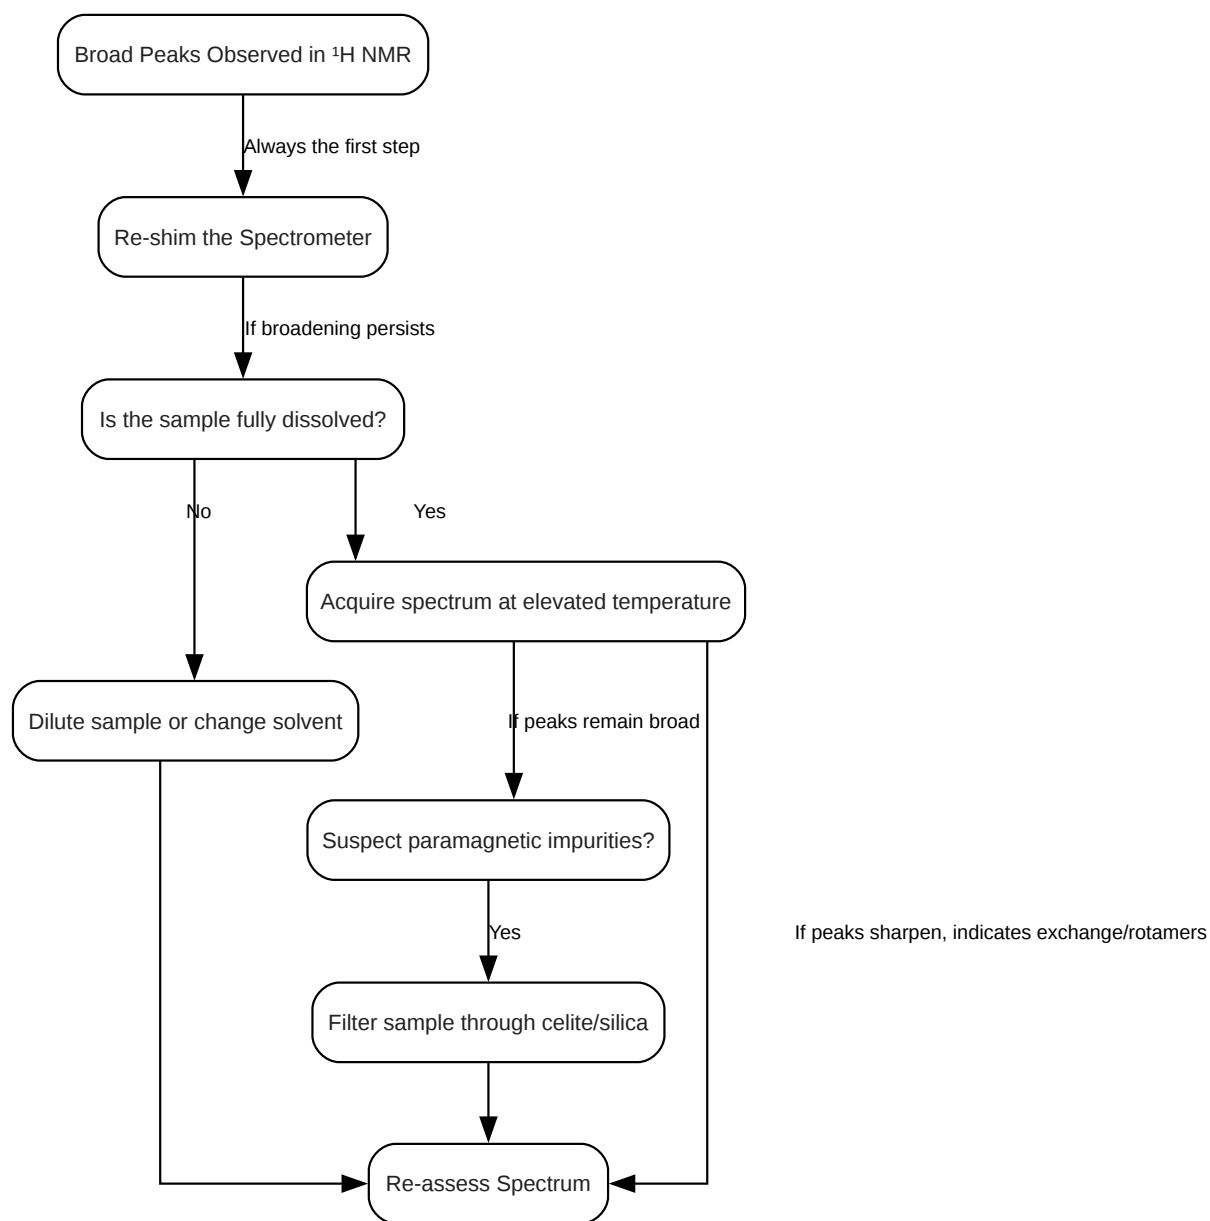 Broad Peaks Observed in ¹H NMR
Always the first step
Re-shim the Spectrometer
If broadening persists
Is the sample fully dissolved?
No
Yes
Acquire spectrum at elevated temperature
Dilute sample or change solvent
If peaks remain broad
Suspect paramagnetic impurities?
Yes
If peaks sharpen, indicates exchange/rotamers
Filter sample through celite/silica
Re-assess Spectrum